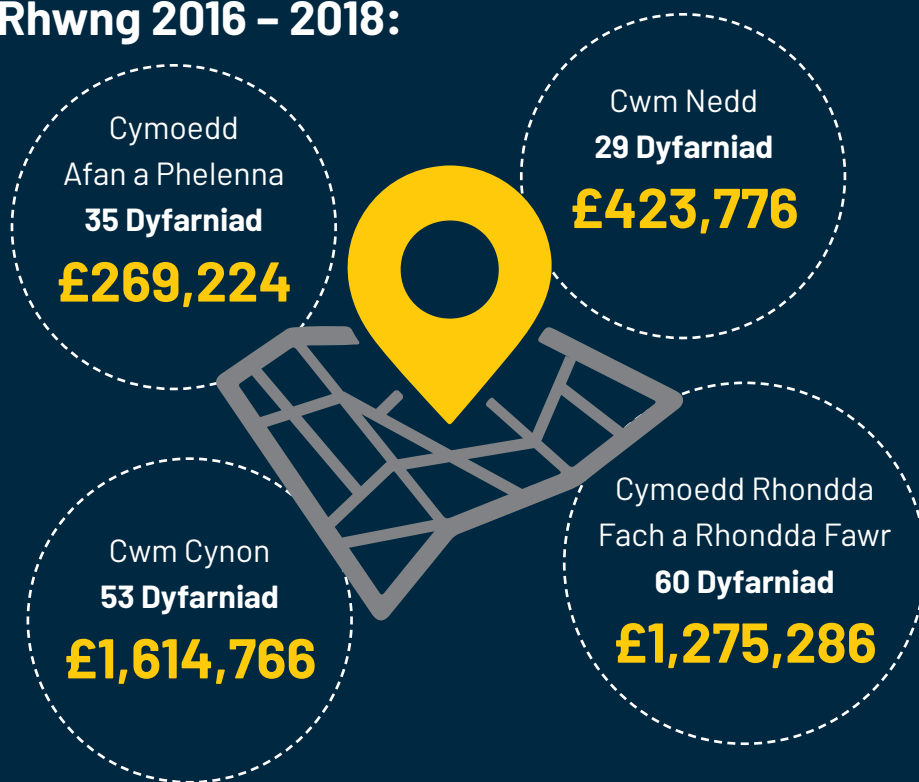 Rhwng 2016 – 2018:
Cymoedd
Afan a Phelenna
35 Dyfarniad
£269,224
Cwm Nedd
29 Dyfarniad
£423,776
Cwm Cynon
53 Dyfarniad
£1,614,766
Cymoedd Rhondda
Fach a Rhondda Fawr
60 Dyfarniad
£1,275,286